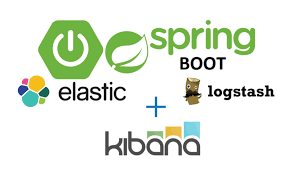 spring
BOOT
elastic
logstash
+
kibana